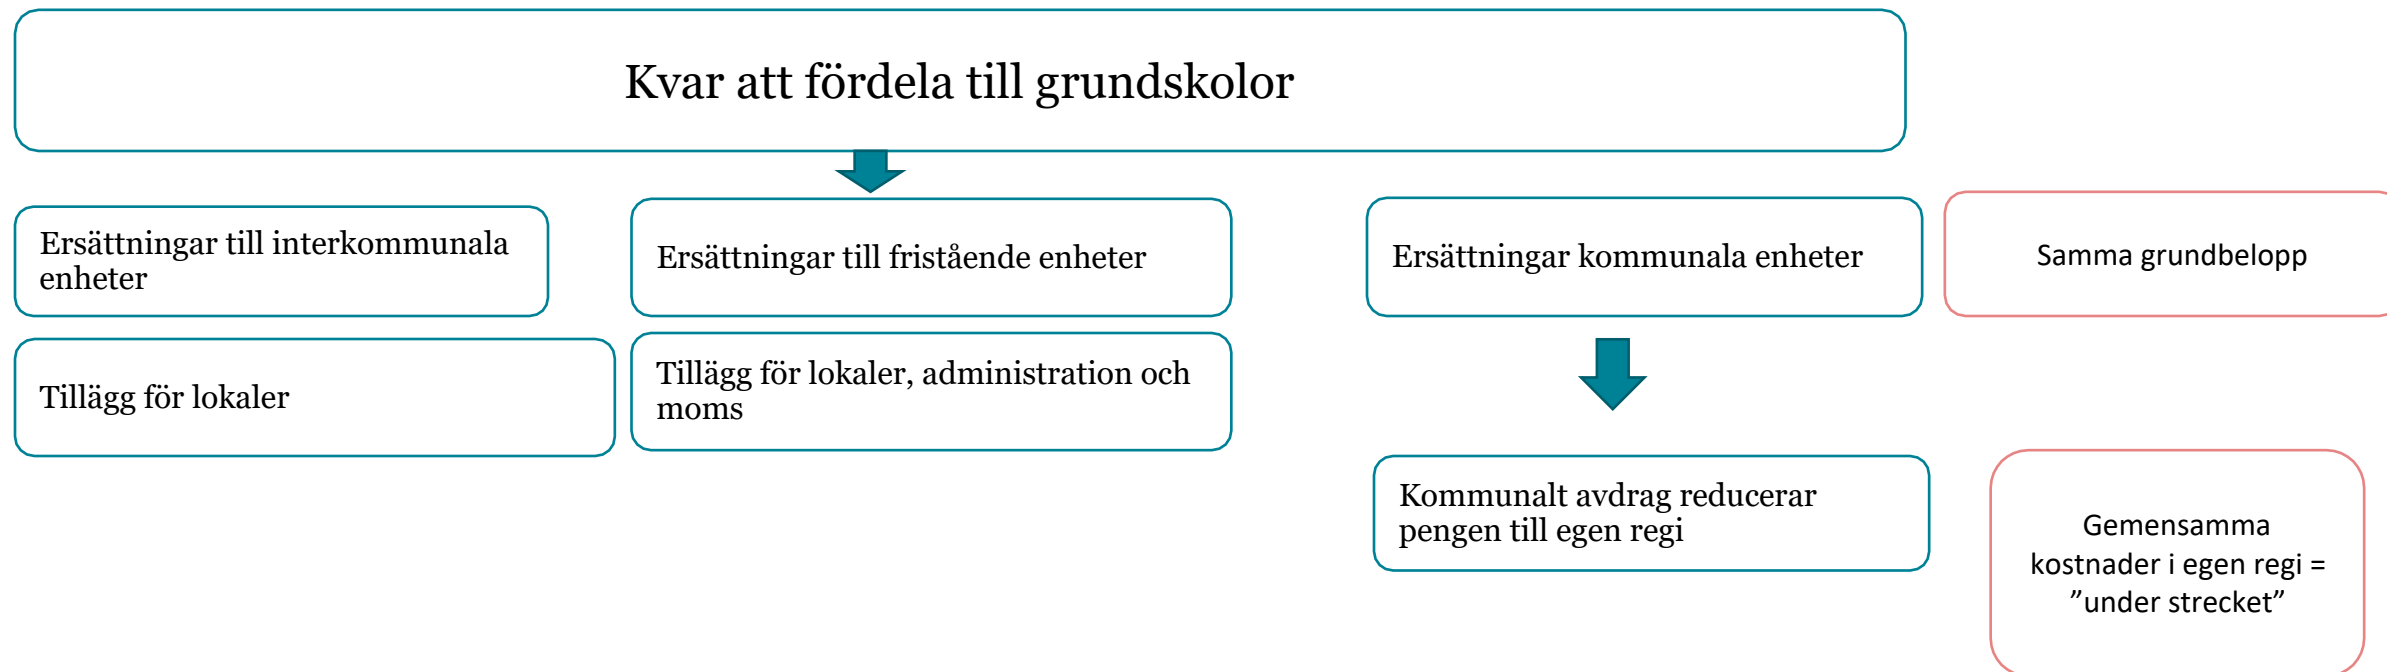 Kvar att fördela till grundskolor
Ersättningar till interkommunala
enheter
Ersättningar till fristående enheter
Ersättningar kommunala enheter
Samma grundbelopp
Tillägg för lokaler
Tillägg för lokaler, administration och
moms
Kommunalt avdrag reducerar
pengen till egen regi
Gemensamma
kostnader i egen regi =
”under strecket”